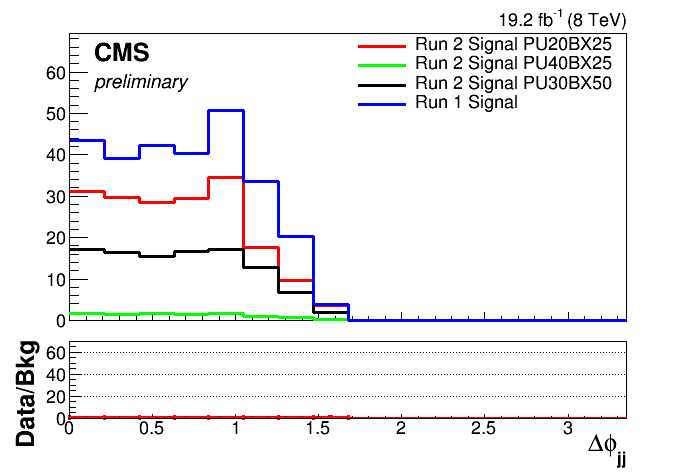 19.2 fb⁻¹ (8 TeV)
CMS
preliminary
Run 2 Signal PU20BX25
Run 2 Signal PU40BX25
Run 2 Signal PU30BX50
Run 1 Signal
60
50
40
30
20
10
0
Data/Bkg
60
40
20
0
0 0.5 1 1.5 2 2.5 3
Δϕjj